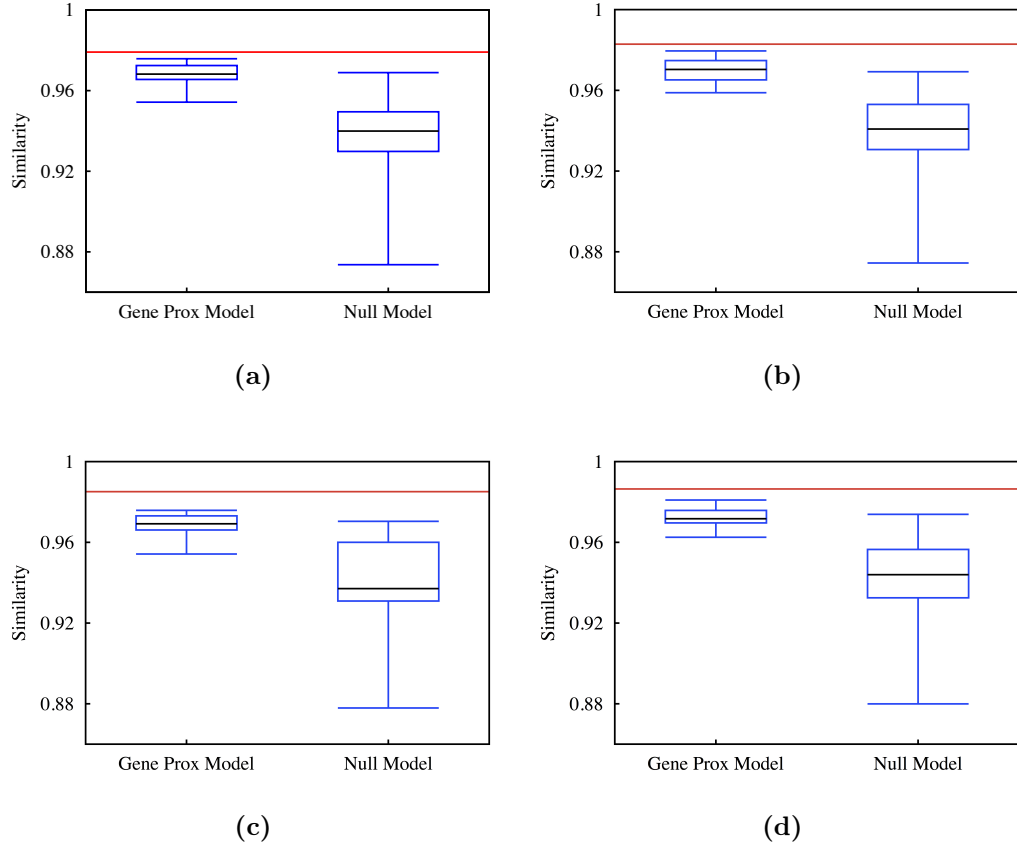 1
0.96
0.92
0.88
Similarity
Gene Prox Model Null Model
(a)
1
0.96
0.92
0.88
Similarity
Gene Prox Model Null Model
(b)
1
0.96
0.92
0.88
Similarity
Gene Prox Model Null Model
(c)
1
0.96
0.92
0.88
Similarity
Gene Prox Model Null Model
(d)